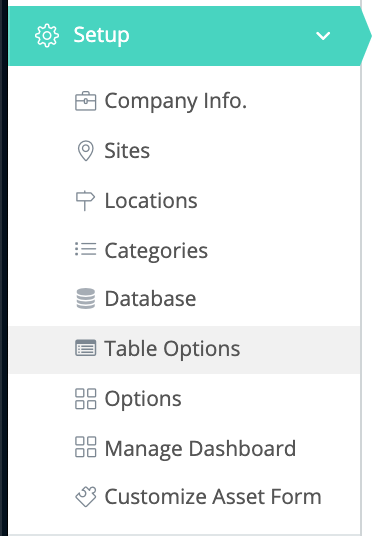 Setup
Company Info.
Sites
Locations
Categories
Database
Table Options
Options
Manage Dashboard
Customize Asset Form